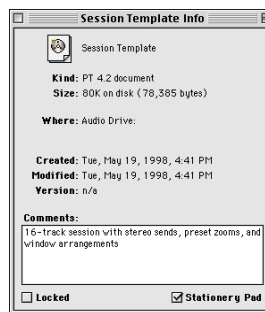 Session Template Info
Session Template
Kind: PT 4.2 document
Size: 80K on disk (78,385 bytes)
Where: Audio Drive:
Created: Tue, May 19, 1998, 4:41 PM
Modified: Tue, May 19, 1998, 4:41 PM
Version: n/a
Comments:
16-track session with stereo sends, preset zooms, and
window arrangements
Locked
Stationery Pad